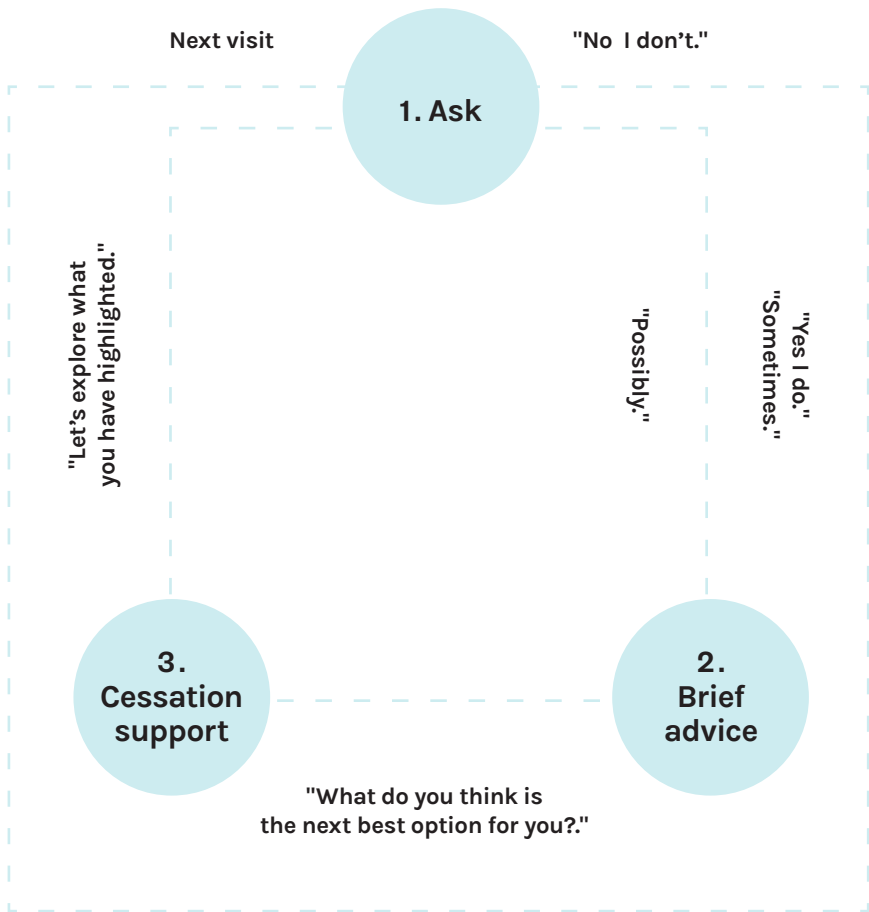 Next visit
"No I don’t."
1. Ask
"Let’s explore what
you have highlighted."
"Possibly."
"Yes I do."
"Sometimes."
3.
Cessation
support
2.
Brief
advice
"What do you think is
the next best option for you?."